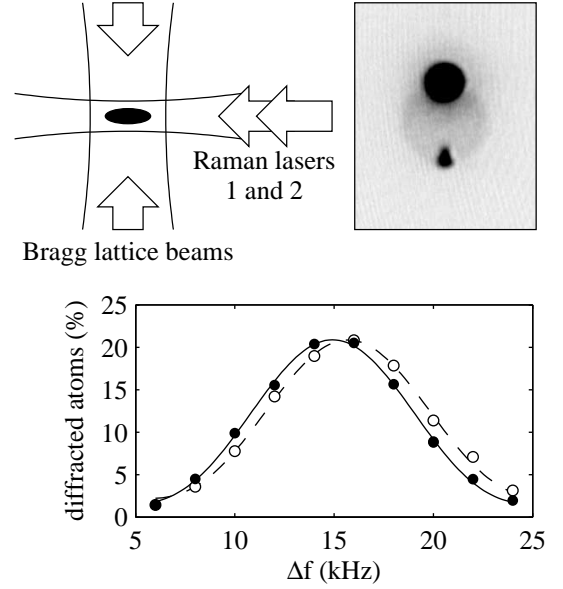 Raman lasers
1 and 2
Bragg lattice beams
diffracted atoms (%)
25
20
15
10
5
0
5
10
15
20
25
Δf (kHz)